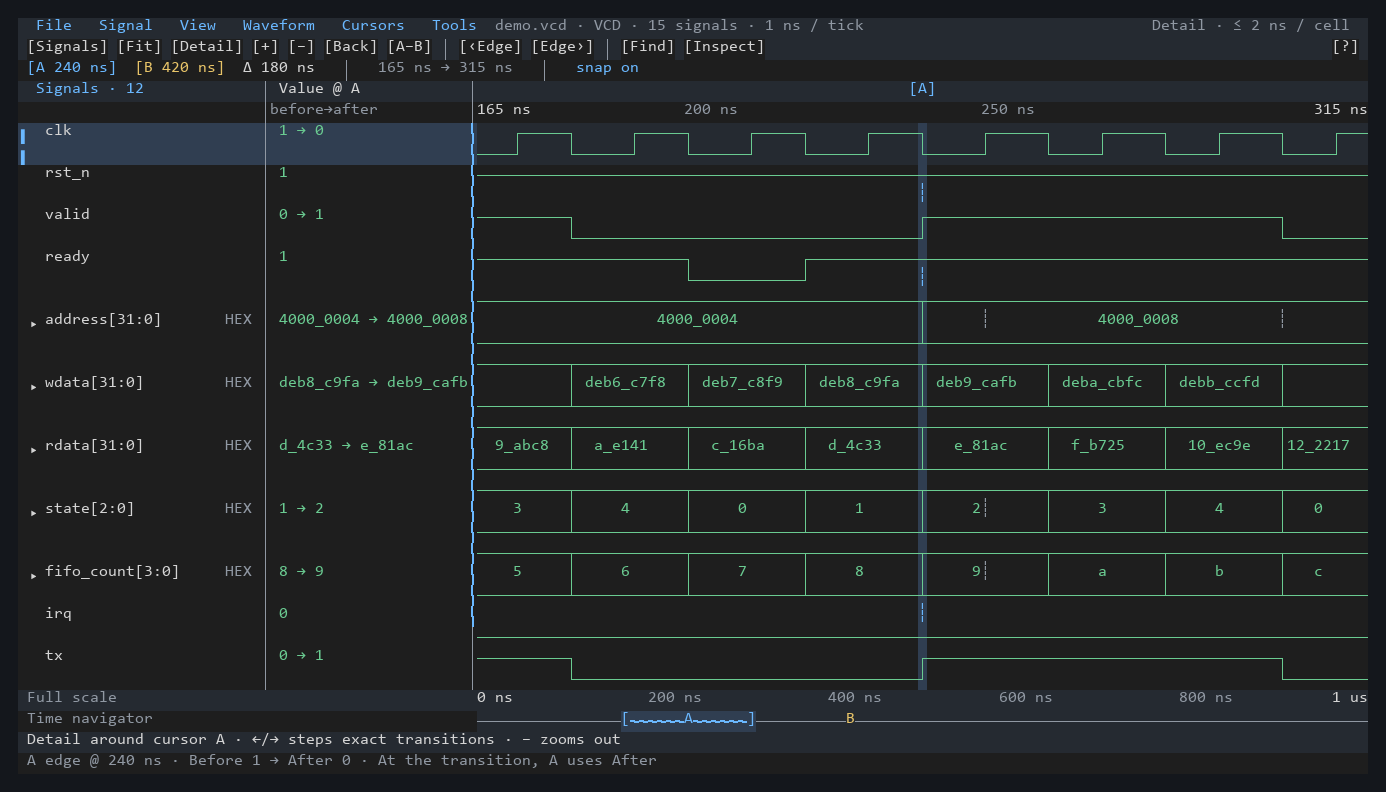 File Signal View Waveform Cursors Tools demo.vcd · VCD · 15 signals · 1 ns / tick Detail · ≤ 2 ns / cell
[Signals] [Fit] [Detail] [+] [−] [Back] [A–B] │ [‹Edge] [Edge›] │ [Find] [Inspect] [?]
[A 240 ns] [B 420 ns] Δ 180 ns │ 165 ns → 315 ns │ snap on
Signals · 12 Value @ A [A]
before→after 165 ns 200 ns 250 ns 315 ns
clk 1 → 0
rst_n 1
valid 0 → 1
ready 1
▸ address[31:0] HEX 4000_0004 → 4000_0008 4000_0004 4000_0008
▸ wdata[31:0] HEX deb8_c9fa → deb9_cafb deb6_c7f8 deb7_c8f9 deb8_c9fa deb9_cafb deba_cbfc debb_ccfd
▸ rdata[31:0] HEX d_4c33 → e_81ac 9_abc8 a_e141 c_16ba d_4c33 e_81ac f_b725 10_ec9e 12_2217
▸ state[2:0] HEX 1 → 2 3 4 0 1 2 3 4 0
▸ fifo_count[3:0] HEX 8 → 9 5 6 7 8 9 a b c
irq 0
tx 0 → 1
Full scale 0 ns 200 ns 400 ns 600 ns 800 ns 1 us
Time navigator [A] B
Detail around cursor A · ←/→ steps exact transitions · − zooms out
A edge @ 240 ns · Before 1 → After 0 · At the transition, A uses After